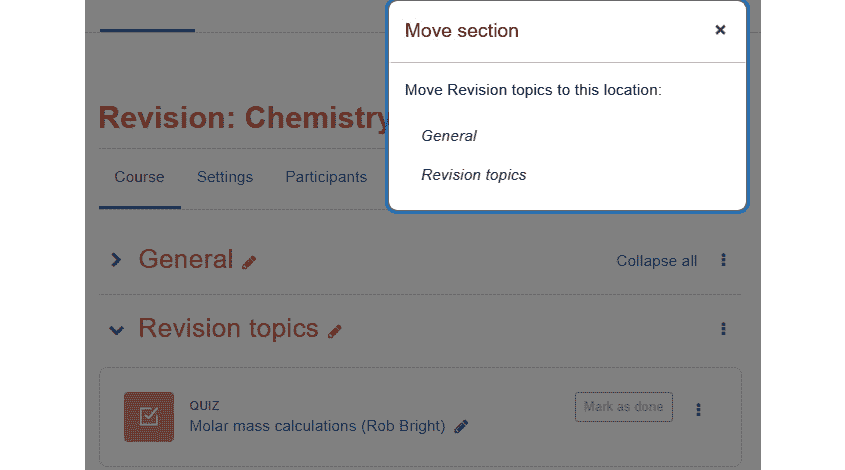 Move section
×
Move Revision topics to this location:
General
Revision topics
Revision: Chemistry
Course Settings Participants
General
Collapse all
Revision topics
QUIZ
Mark as done
Molar mass calculations (Rob Bright)